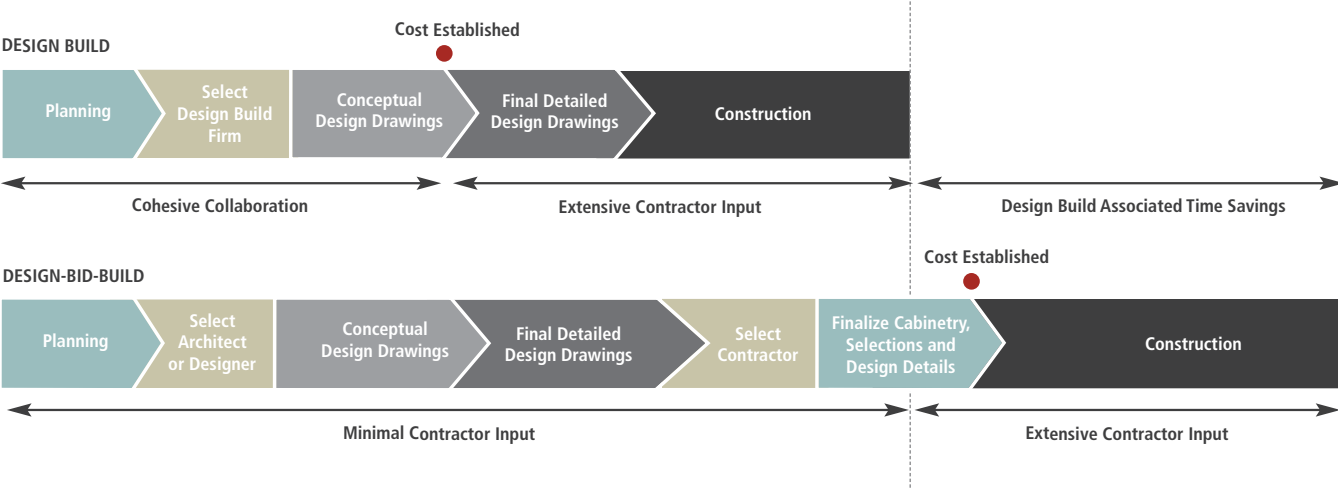 Cost Established
DESIGN BUILD
Planning
Select
Design Build
Firm
Conceptual
Design Drawings
Final Detailed
Design Drawings
Construction
Cohesive Collaboration
Extensive Contractor Input
Design Build Associated Time Savings
Cost Established
DESIGN-BID-BUILD
Planning
Select
Architect
or Designer
Conceptual
Design Drawings
Final Detailed
Design Drawings
Select
Contractor
Finalize Cabinetry,
Selections and
Design Details
Construction
Minimal Contractor Input
Extensive Contractor Input